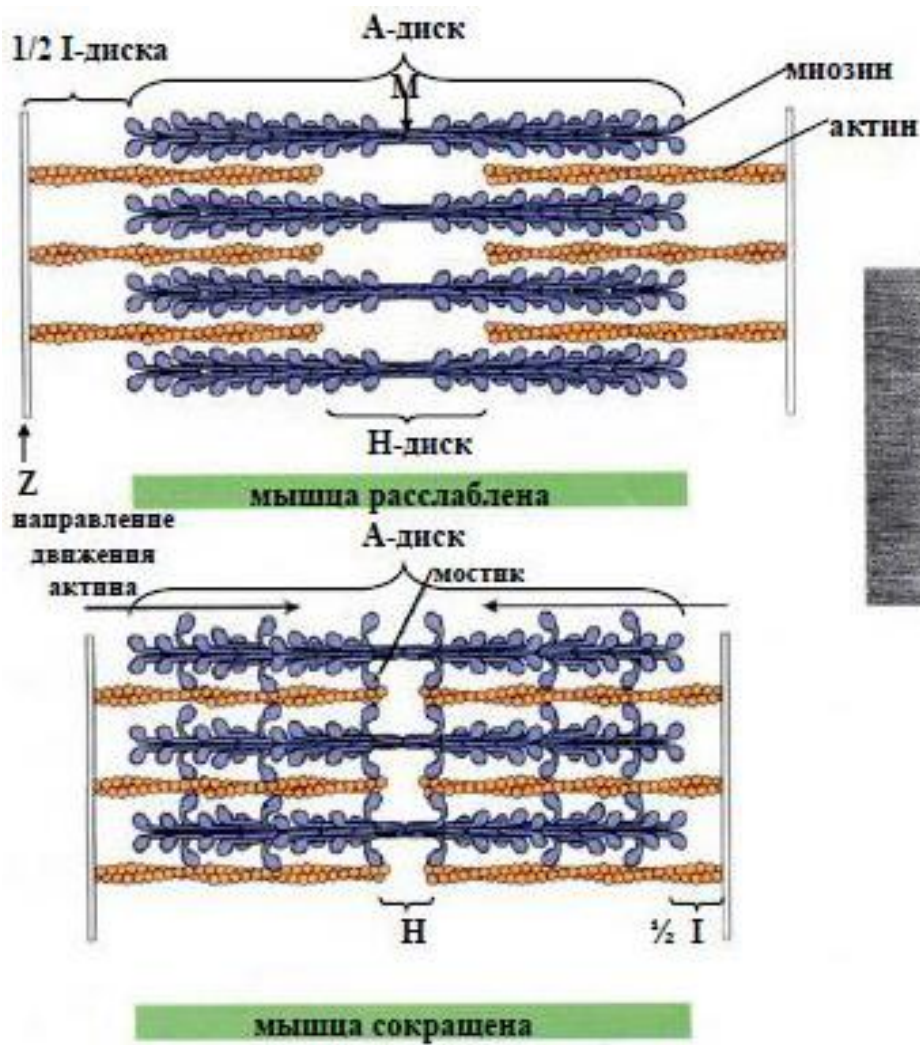 А-диск
1/2 I-диска
М
миозин
актин
Н-диск
Z
мышца расслаблена
направление
движения
актина
А-диск
мостик
Н
½ I
мышца сокращена